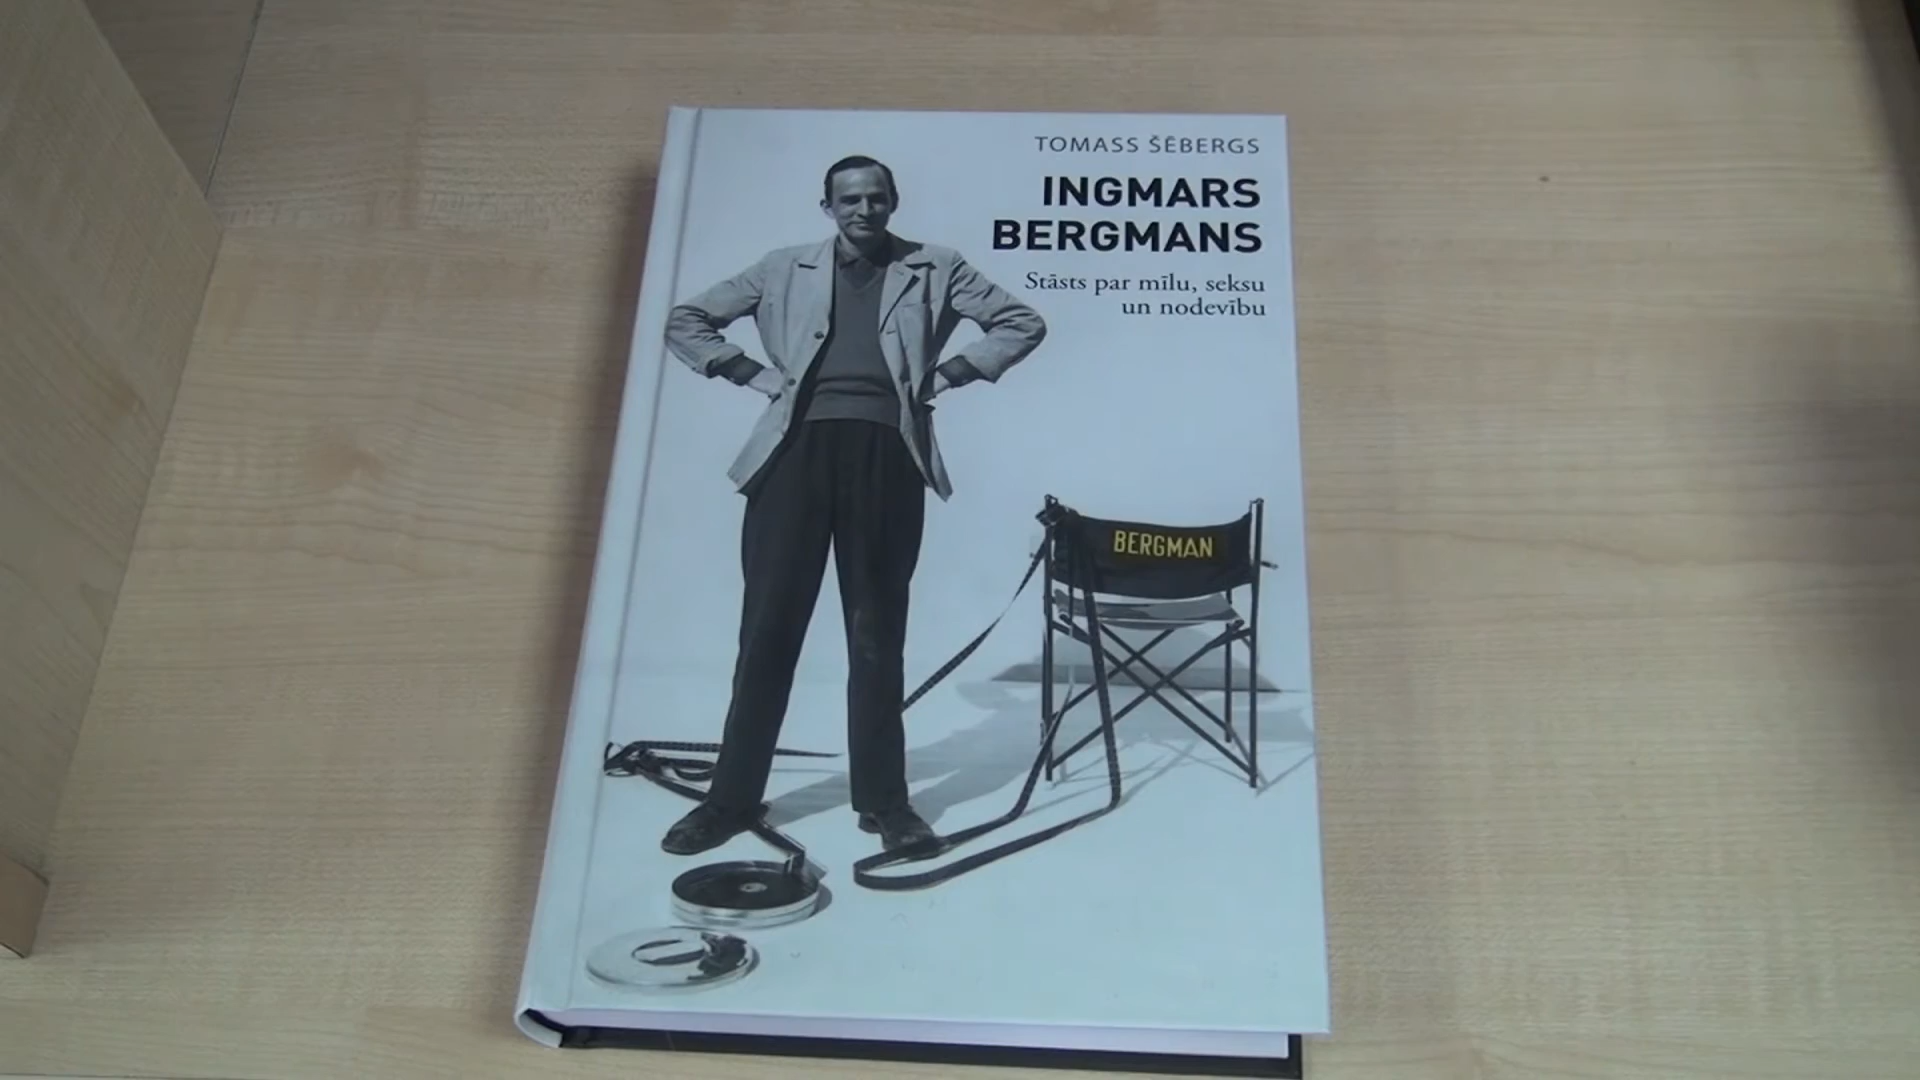 TOMASS ŠĒBERGS
INGMARS
BERGMANS
Stāsts par mīlu, seksu
un nodevību
BERGMAN